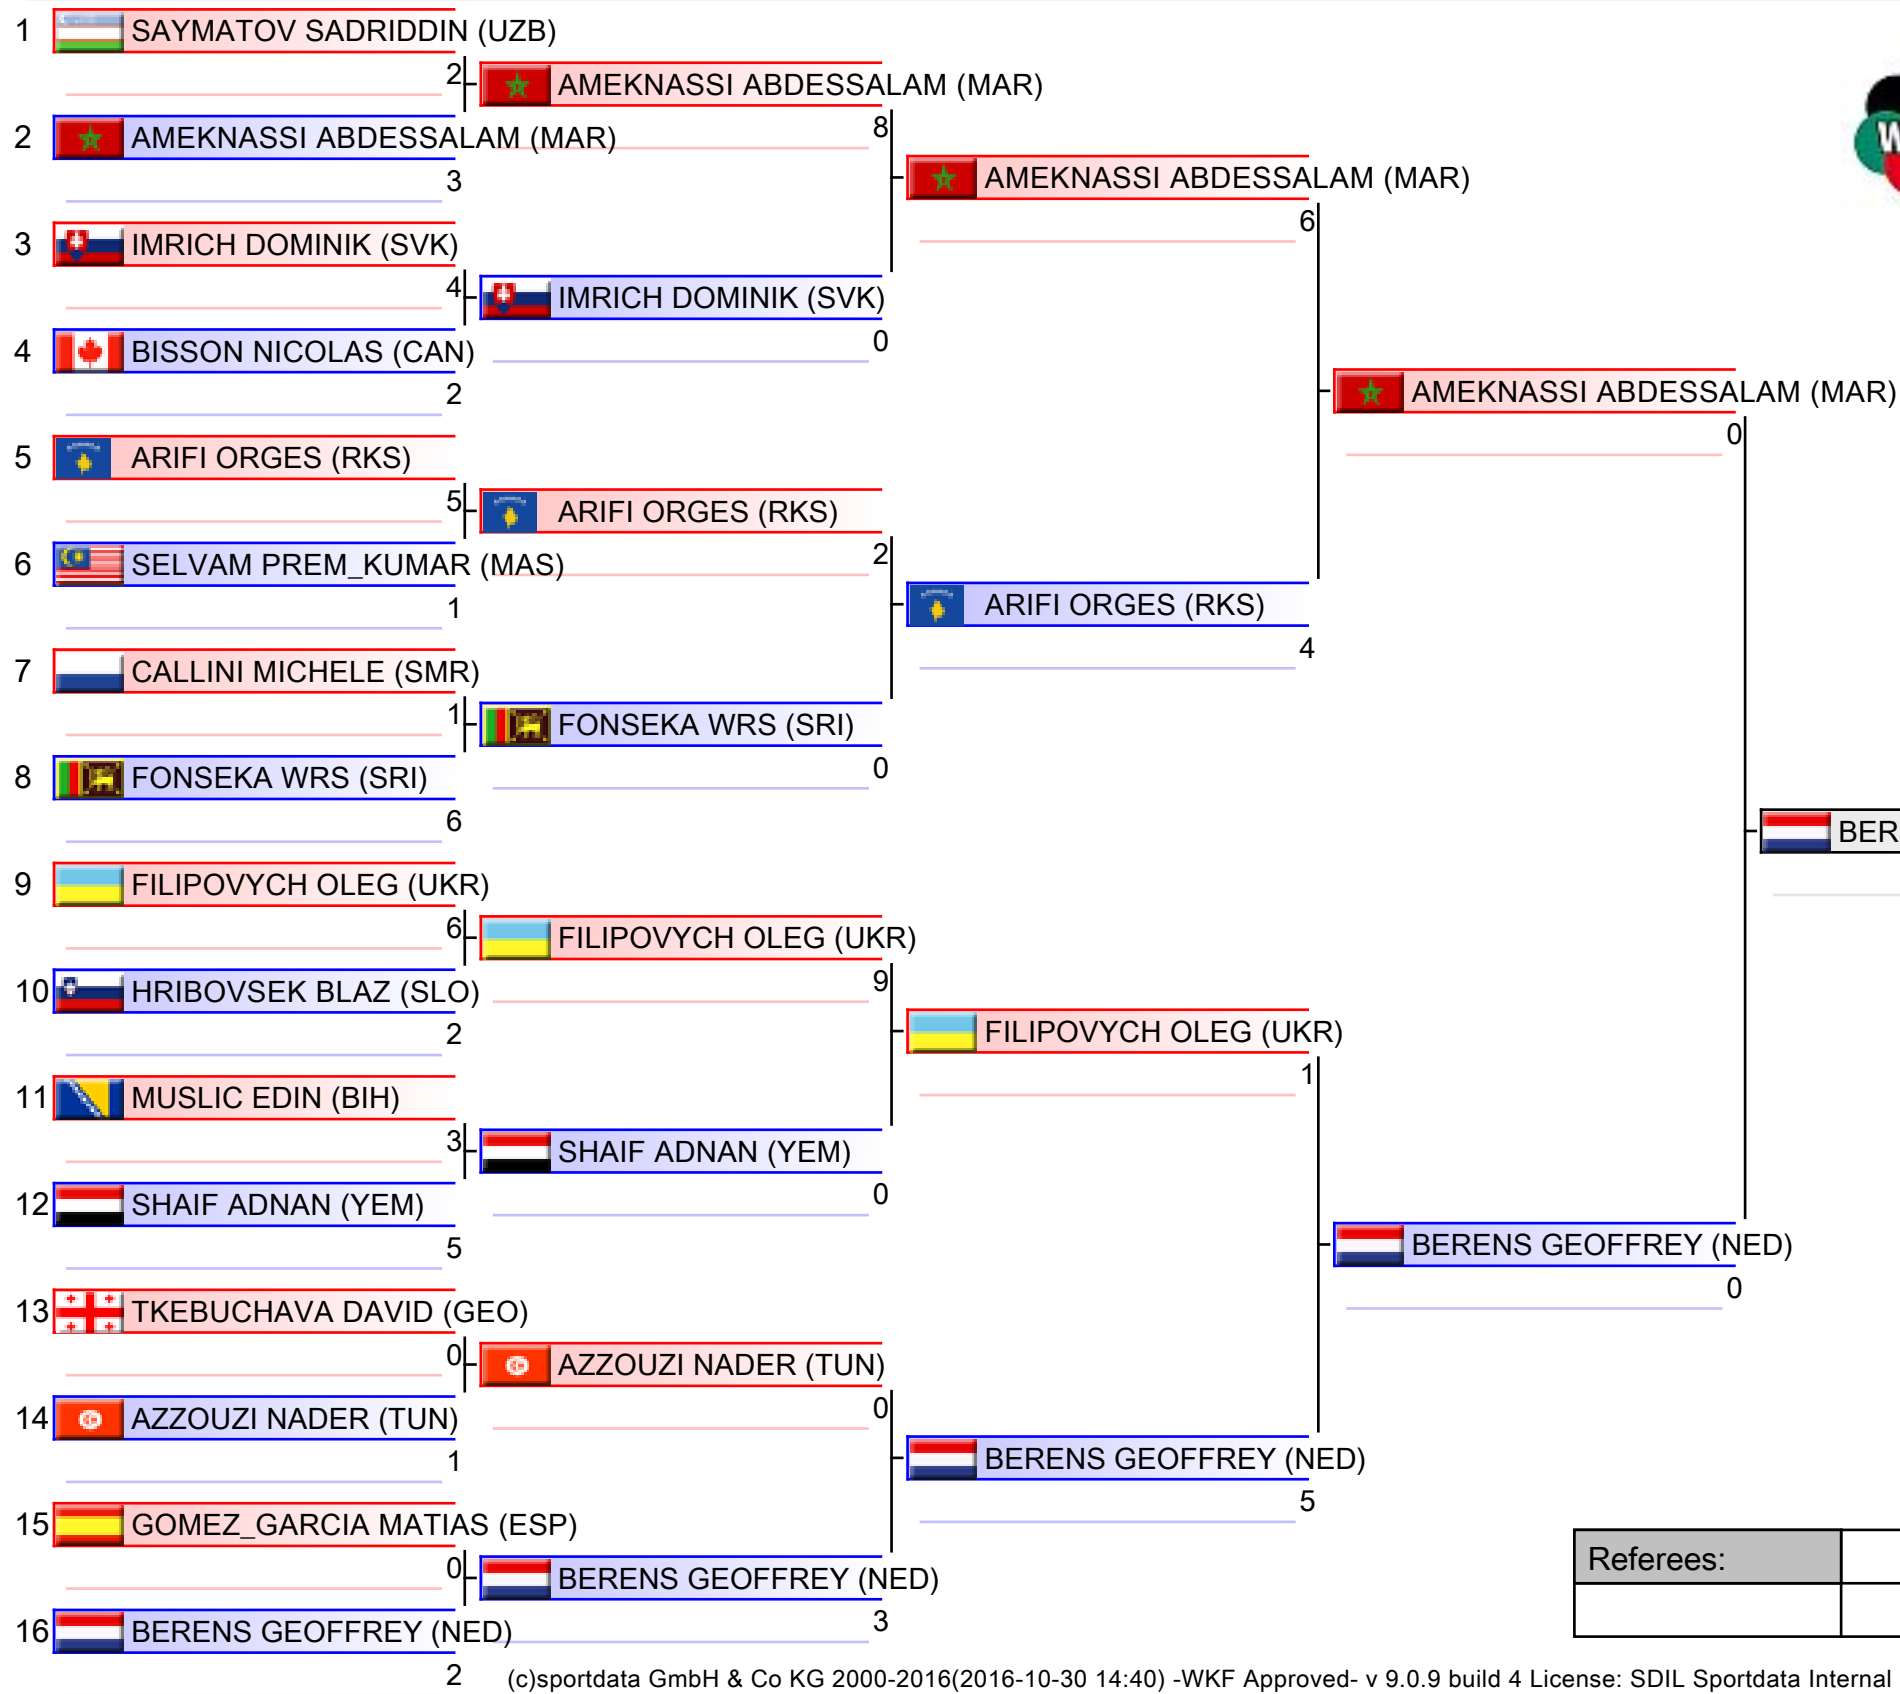 1 SAYMATOV SADRIDDIN (UZB)
2 AMEKNASSI ABDESSALAM (MAR)
2 AMEKNASSI ABDESSALAM (MAR)
3
8
AMEKNASSI ABDESSALAM (MAR)
6
3 IMRICH DOMINIK (SVK)
4 IMRICH DOMINIK (SVK)
0
4 BISSON NICOLAS (CAN)
2
AMEKNASSI ABDESSALAM (MAR)
0
5 ARIFI ORGES (RKS)
5 ARIFI ORGES (RKS)
2
6 SELVAM PREM_KUMAR (MAS)
1
ARIFI ORGES (RKS)
4
7 CALLINI MICHELE (SMR)
1 FONSEKA WRS (SRI)
0
8 FONSEKA WRS (SRI)
6
BER
9 FILIPOVYCH OLEG (UKR)
6 FILIPOVYCH OLEG (UKR)
9
10 HRIBOVSEK BLAZ (SLO)
2
FILIPOVYCH OLEG (UKR)
1
11 MUSLIC EDIN (BIH)
3 SHAIF ADNAN (YEM)
0
12 SHAIF ADNAN (YEM)
5
BERENS GEOFFREY (NED)
0
13 TKEBUCHAVA DAVID (GEO)
0 AZZOUZI NADER (TUN)
0
14 AZZOUZI NADER (TUN)
1
BERENS GEOFFREY (NED)
5
15 GOMEZ_GARCIA MATIAS (ESP)
0 BERENS GEOFFREY (NED)
3
16 BERENS GEOFFREY (NED)
2
Referees:
(c)sportdata GmbH & Co KG 2000-2016(2016-10-30 14:40) -WKF Approved- v 9.0.9 build 4 License: SDIL Sportdata Internal